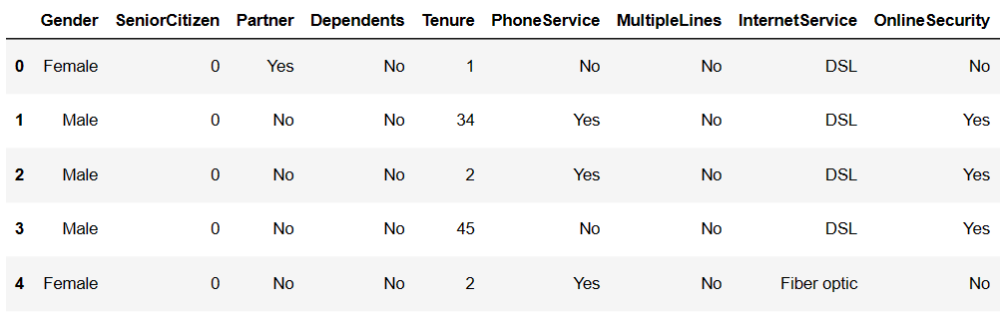 Gender SeniorCitizen Partner Dependents Tenure PhoneService MultipleLines InternetService OnlineSecurity
0 Female 0 Yes No 1 No No DSL No
1 Male 0 No No 34 Yes No DSL Yes
2 Male 0 No No 2 Yes No DSL Yes
3 Male 0 No No 45 No No DSL Yes
4 Female 0 No No 2 Yes No Fiber optic No